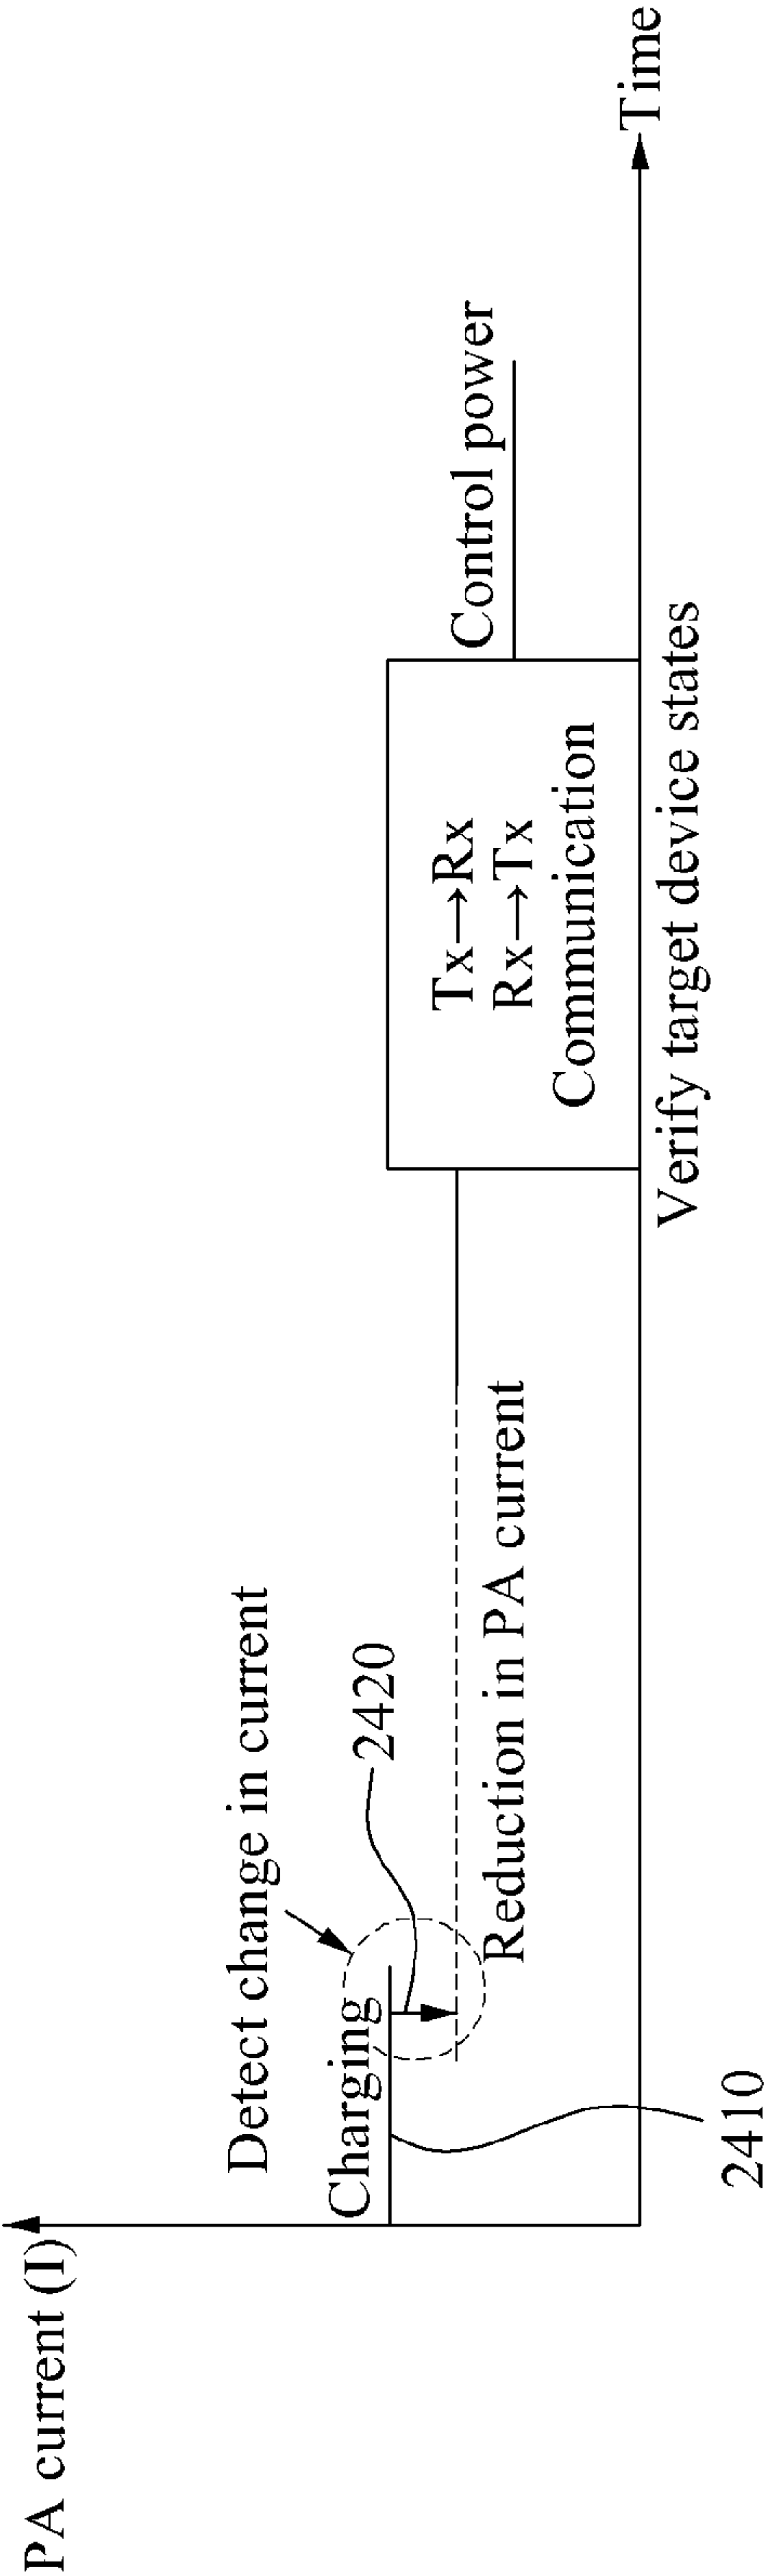 PA current (I)
Detect change in current
Charging
2420
2410
Reduction in PA current
Tx→Rx
Rx→Tx
Communication
Control power
Verify target device states
Time